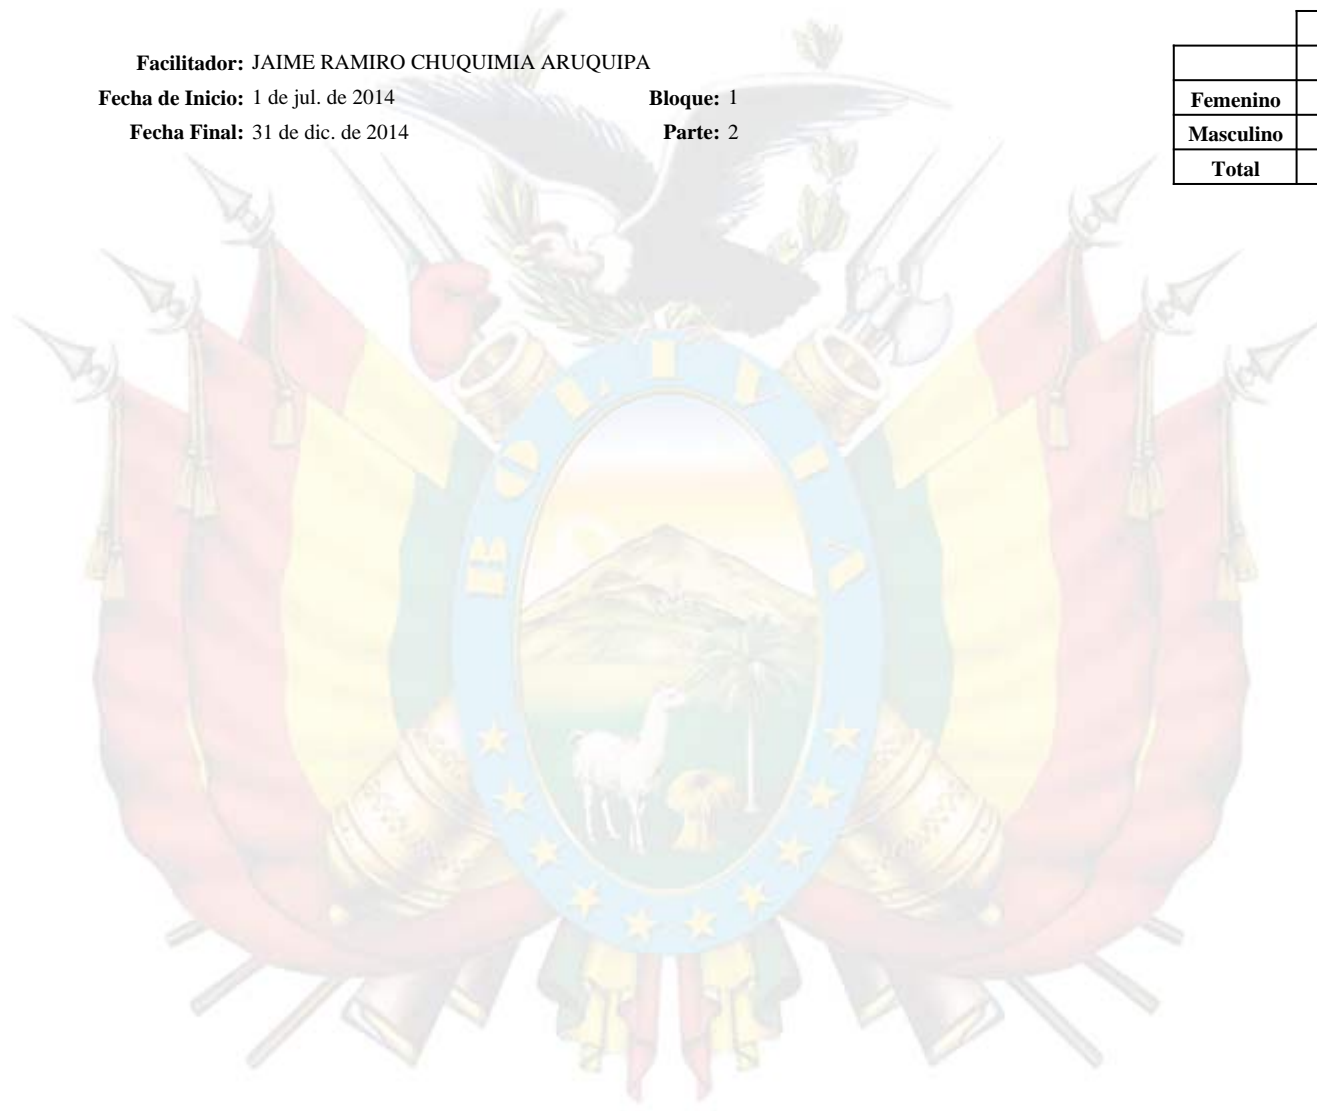 Facilitador: JAIME RAMIRO CHUQUIMIA ARUQUIPA
Fecha de Inicio: 1 de jul. de 2014 Bloque: 1
Fecha Final: 31 de dic. de 2014 Parte: 2
Femenino
Masculino
Total
BOLIVIA